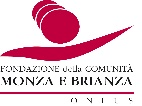 FONDAZIONE della COMUNITÀ
MONZA E BRIANZA
ONLUS